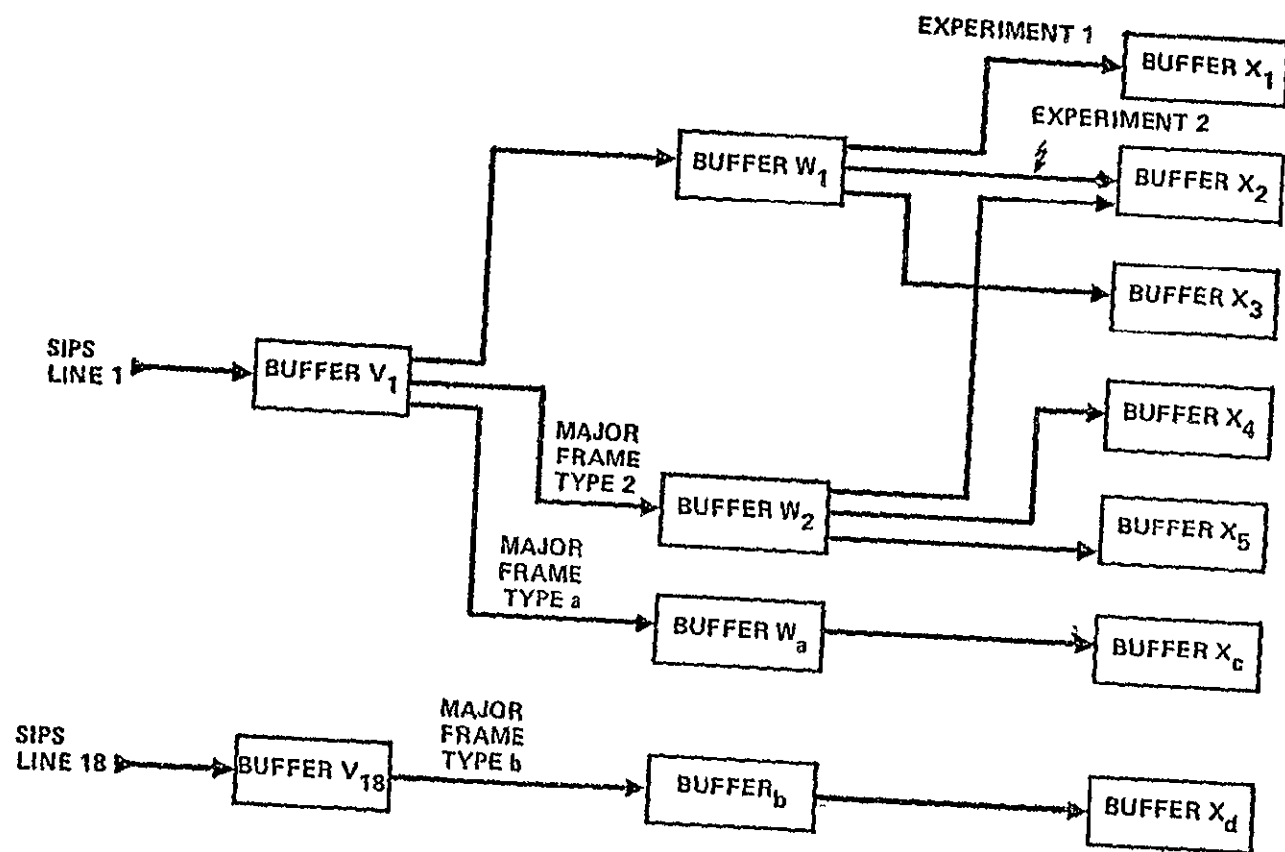 EXPERIMENT 1
BUFFER X1
EXPERIMENT 2
BUFFER W1
BUFFER X2
BUFFER X3
SIPS
LINE 1
BUFFER V1
BUFFER X4
MAJOR
FRAME
TYPE 2
BUFFER W2
BUFFER X5
MAJOR
FRAME
TYPE a
BUFFER Wa
BUFFER Xc
SIPS
LINE 18
BUFFER V18
MAJOR
FRAME
TYPE b
BUFFERb
BUFFER Xd